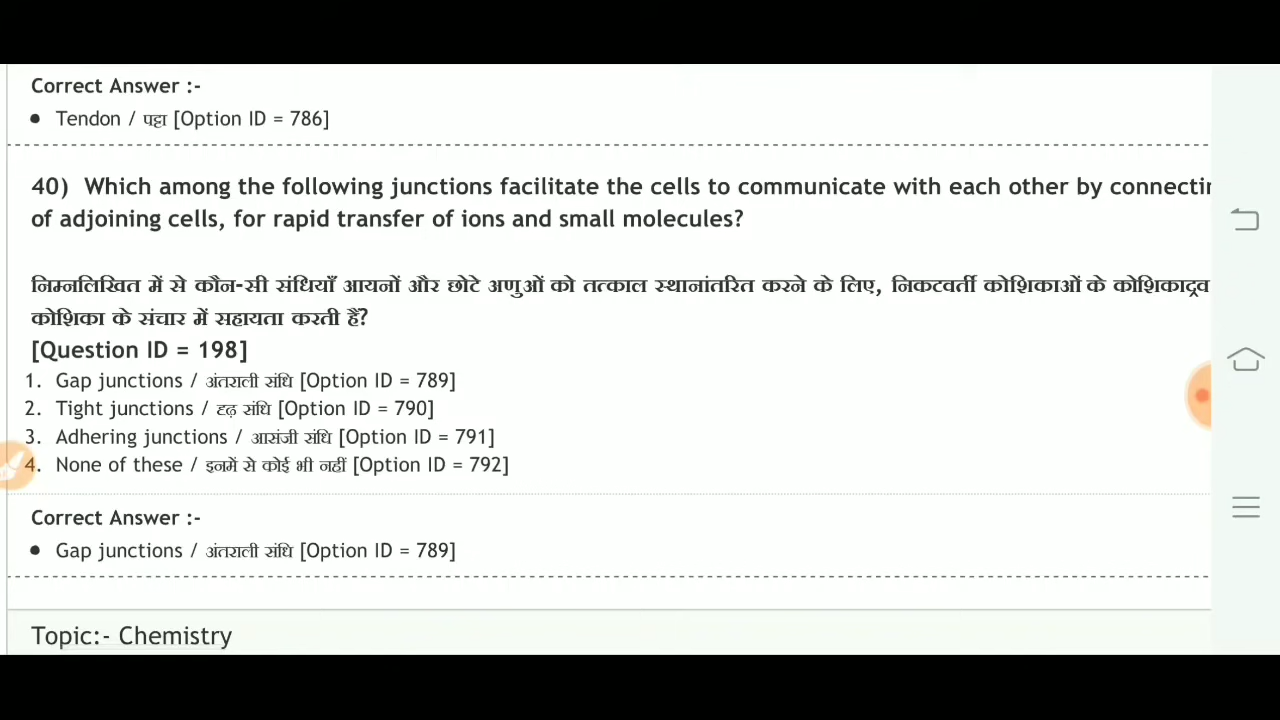 Correct Answer :-
• Tendon / पट्टा [Option ID = 786]
40) Which among the following junctions facilitate the cells to communicate with each other by
of adjoining cells, for rapid transfer of ions and small molecules?
निम्नलिखित में से कौन-सी संधियाँ आयनों और छोटे अणुओं को तत्काल स्थानांतरित करने के लिए, निकटवर्ती कोशिकाओं के कोशिकाद्रव
कोशिका के संचार में सहायता करती हैं?
[Question ID = 198]
1. Gap junctions / अंतराली संधि [Option ID = 789]
2. Tight junctions / दृढ़ संधि [Option ID = 790]
3. Adhering junctions / आसंजी संधि [Option ID = 791]
4. None of these / इनमें से कोई भी नहीं [Option ID = 792]
Correct Answer :-
• Gap junctions / अंतराली संधि [Option ID = 789]
Topic:- Chemistry